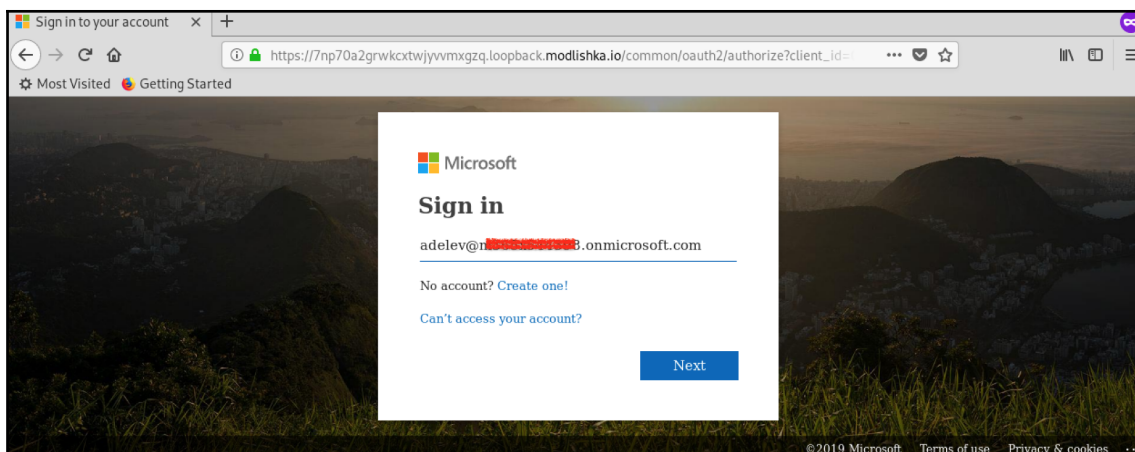 Sign in to your account
https://7np70a2grwkcxtwjyvvmxgzq.loopback.modlishka.io/common/oauth2/authorize?client_id=
Most Visited Getting Started
Microsoft
Sign in
adelev@ 3.onmicrosoft.com
No account? Create one!
Can't access your account?
Next
©2019 Microsoft Terms of use Privacy & cookies ...